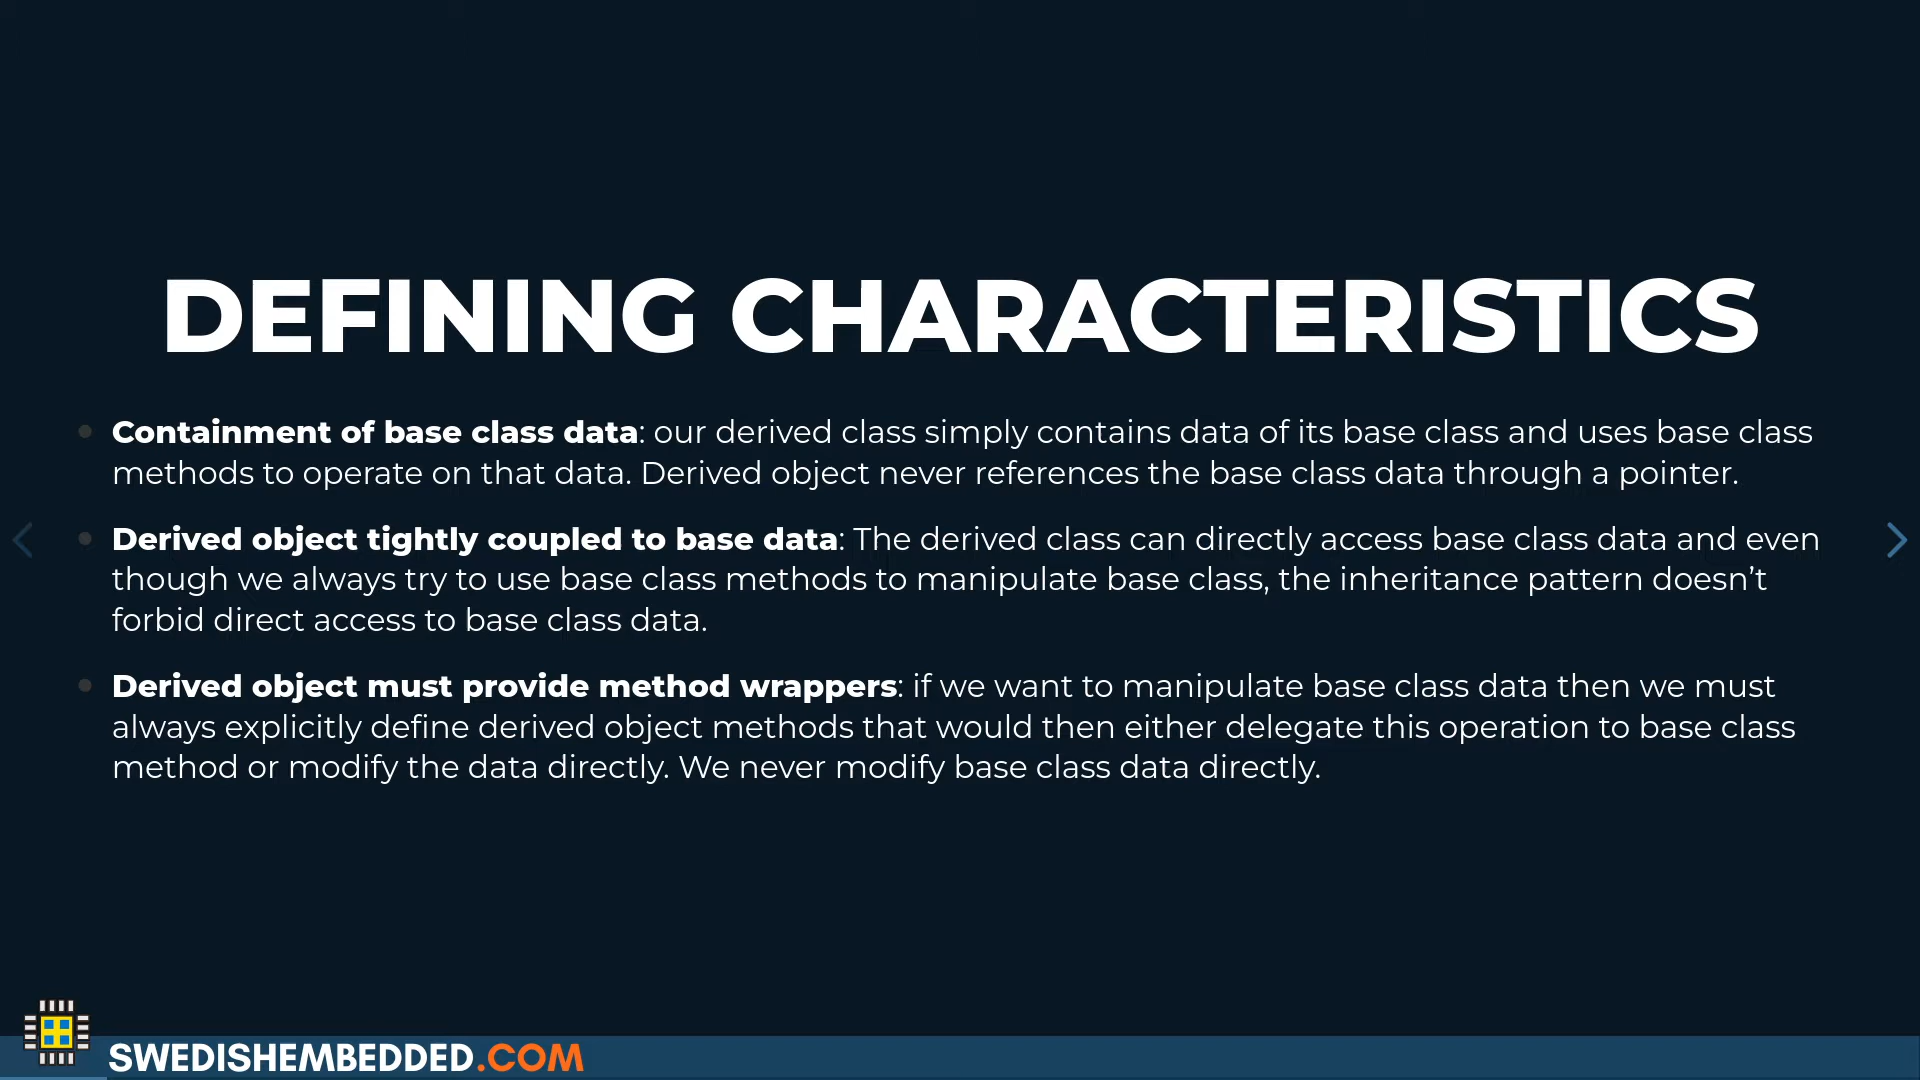 DEFINING CHARACTERISTICS
Containment of base class data: our derived class simply contains data of its base class and uses base class
methods to operate on that data. Derived object never references the base class data through a pointer.
Derived object tightly coupled to base data: The derived class can directly access base class data and even
though we always try to use base class methods to manipulate base class, the inheritance pattern doesn’t
forbid direct access to base class data.
Derived object must provide method wrappers: if we want to manipulate base class data then we must
always explicitly define derived object methods that would then either delegate this operation to base class
method or modify the data directly. We never modify base class data directly.
SWEDISHEMBEDDED.COM